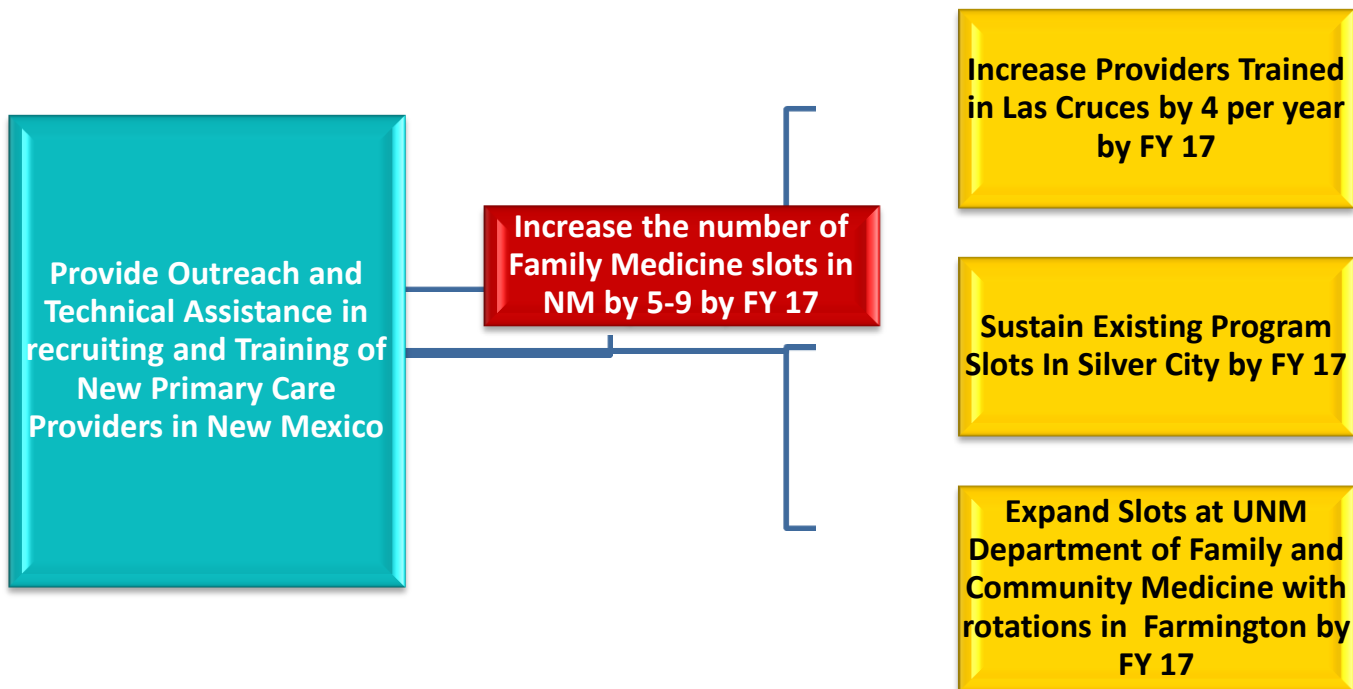 Provide Outreach and
Technical Assistance in
recruiting and Training of
New Primary Care
Providers in New Mexico
Increase the number of
Family Medicine slots in
NM by 5-9 by FY 17
Increase Providers Trained
in Las Cruces by 4 per year
by FY 17
Sustain Existing Program
Slots In Silver City by FY 17
Expand Slots at UNM
Department of Family and
Community Medicine with
rotations in  Farmington by
FY 17